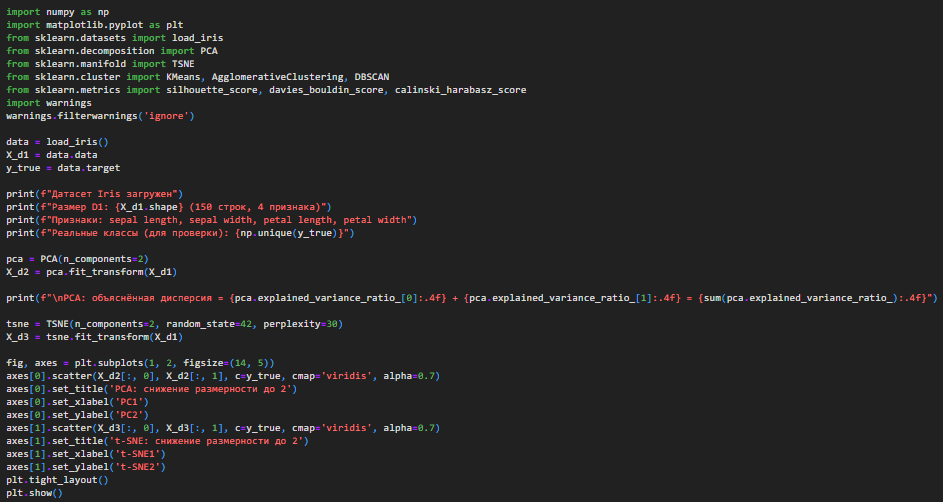 import numpy as np
import matplotlib.pyplot as plt
from sklearn.datasets import load_iris
from sklearn.decomposition import PCA
from sklearn.manifold import TSNE
from sklearn.cluster import KMeans, AgglomerativeClustering, DBSCAN
from sklearn.metrics import silhouette_score, davies_bouldin_score, calinski_harabasz_score
import warnings
warnings.filterwarnings('ignore')

data = load_iris()
X_d1 = data.data
y_true = data.target

print(f"Датасет Iris загружен")
print(f"Размер D1: {X_d1.shape} (150 строк, 4 признака)")
print(f"Признаки: sepal length, sepal width, petal length, petal width")
print(f"Реальные классы (для проверки): {np.unique(y_true)}")

pca = PCA(n_components=2)
X_d2 = pca.fit_transform(X_d1)

print(f"\nPCA: объяснённая дисперсия = {pca.explained_variance_ratio_[0]:.4f} + {pca.explained_variance_ratio_[1]:.4f} = {sum(pca.explained_variance_ratio_):.4f}")

tsne = TSNE(n_components=2, random_state=42, perplexity=30)
X_d3 = tsne.fit_transform(X_d1)

fig, axes = plt.subplots(1, 2, figsize=(14, 5))
axes[0].scatter(X_d2[:, 0], X_d2[:, 1], c=y_true, cmap='viridis', alpha=0.7)
axes[0].set_title('PCA: снижение размерности до 2')
axes[0].set_xlabel('PC1')
axes[0].set_ylabel('PC2')
axes[1].scatter(X_d3[:, 0], X_d3[:, 1], c=y_true, cmap='viridis', alpha=0.7)
axes[1].set_title('t-SNE: снижение размерности до 2')
axes[1].set_xlabel('t-SNE1')
axes[1].set_ylabel('t-SNE2')
plt.tight_layout()
plt.show()